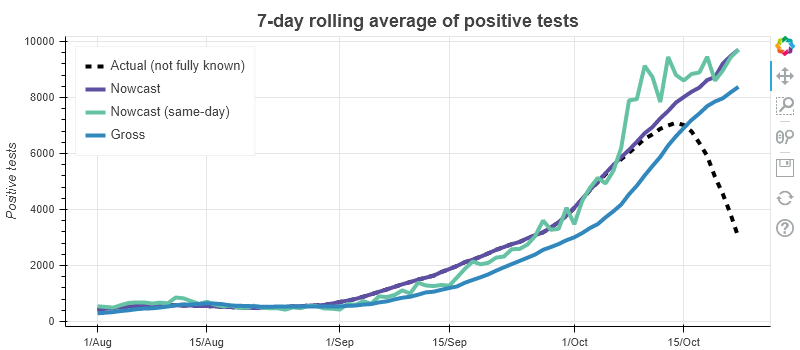 7-day rolling average of positive tests
10000
8000
6000
4000
2000
0
Positive tests
Actual (not fully known)
Nowcast
Nowcast (same-day)
Gross
1/Aug
15/Aug
1/Sep
15/Sep
1/Oct
15/Oct